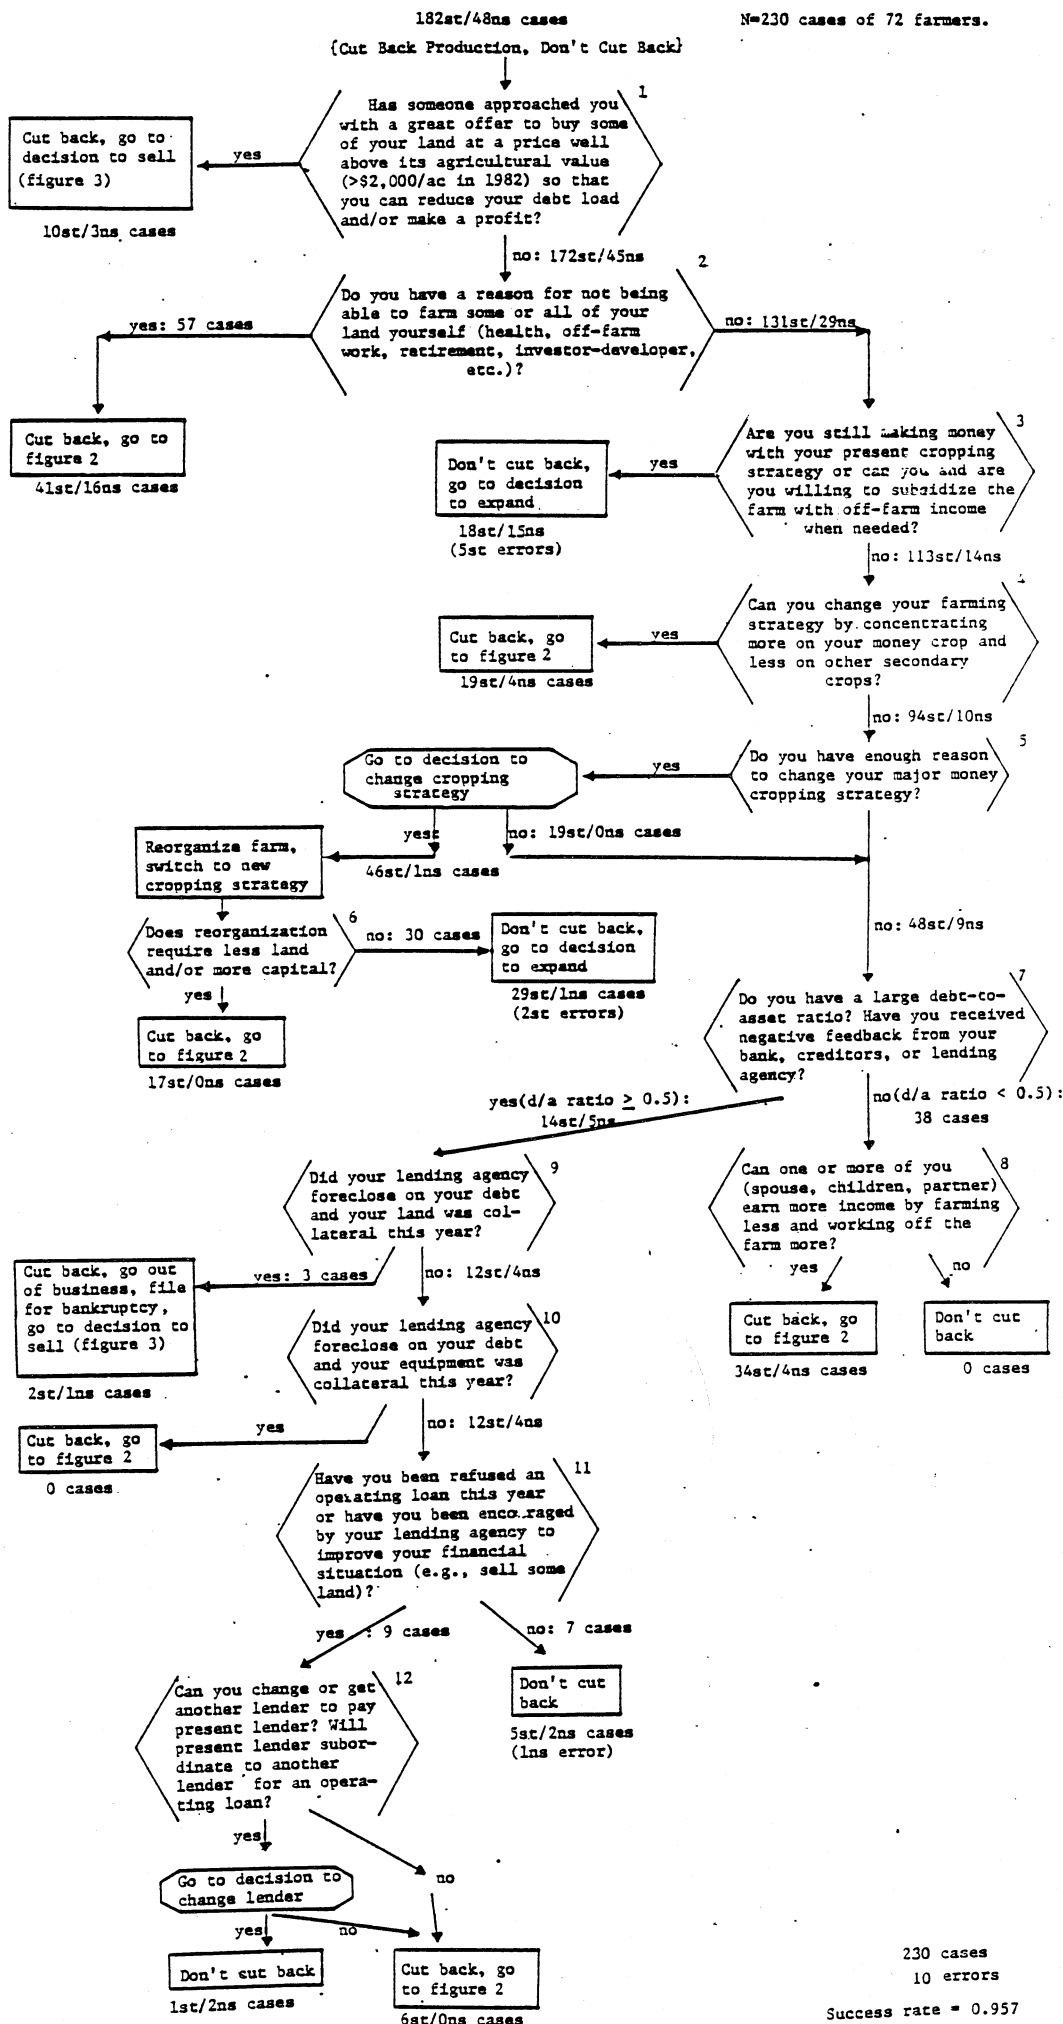 182st/48ns cases
N=230 cases of 72 farmers.
{Cut Back Production, Don't Cut Back}
1
Has someone approached you
with a great offer to buy some
of your land at a price well
above its agricultural value
(>$2,000/ac in 1982) so that
you can reduce your debt load
and/or make a profit?
yes
Cut back, go to
decision to sell
(figure 3)
10st/3ns cases
no: 172st/45ns
2
Do you have a reason for not being
able to farm some or all of your
land yourself (health, off-farm
work, retirement, investor-developer,
etc.)?
yes: 57 cases
no: 131st/29ns
Cut back, go to
figure 2
41st/16ns cases
3
Are you still making money
with your present cropping
strategy or can you and are
you willing to subsidize the
farm with off-farm income
when needed?
yes
Don't cut back,
go to decision
to expand
18st/15ns
(5st errors)
no: 113st/14ns
4
Can you change your farming
strategy by concentrating
more on your money crop and
less on other secondary
crops?
yes
Cut back, go
to figure 2
19st/4ns cases
no: 94st/10ns
5
Do you have enough reason
to change your major money
cropping strategy?
yes
Go to decision to
change cropping
strategy
yes:
no: 19st/0ns cases
46st/1ns cases
Reorganize farm,
switch to new
cropping strategy
6
Does reorganization
require less land
and/or more capital?
no: 30 cases
Don't cut back,
go to decision
to expand
29st/1ns cases
(2st errors)
yes
Cut back, go
to figure 2
17st/0ns cases
no: 48st/9ns
7
Do you have a large debt-to-
asset ratio? Have you received
negative feedback from your
bank, creditors, or lending
agency?
yes(d/a ratio ≥ 0.5):
14st/5ns
no(d/a ratio < 0.5):
38 cases
8
Can one or more of you
(spouse, children, partner)
earn more income by farming
less and working off the
farm more?
yes
no
Cut back, go
to figure 2
34st/4ns cases
Don't cut
back
0 cases
9
Did your lending agency
foreclose on your debt
and your land was col-
lateral this year?
yes: 3 cases
no: 12st/4ns
Cut back, go out
of business, file
for bankruptcy,
go to decision to
sell (figure 3)
2st/1ns cases
10
Did your lending agency
foreclose on your debt
and your equipment was
collateral this year?
yes
no: 12st/4ns
Cut back, go
to figure 2
0 cases
11
Have you been refused an
operating loan this year
or have you been encouraged
by your lending agency to
improve your financial
situation (e.g., sell some
land)?
yes : 9 cases
no: 7 cases
Don't cut
back
5st/2ns cases
(1ns error)
12
Can you change or get
another lender to pay
present lender? Will
present lender subor-
dinate to another
lender for an opera-
ting loan?
yes
no
Go to decision to
change lender
yes
no
Don't cut back
1st/2ns cases
Cut back, go
to figure 2
6st/0ns cases
230 cases
10 errors
Success rate = 0.957